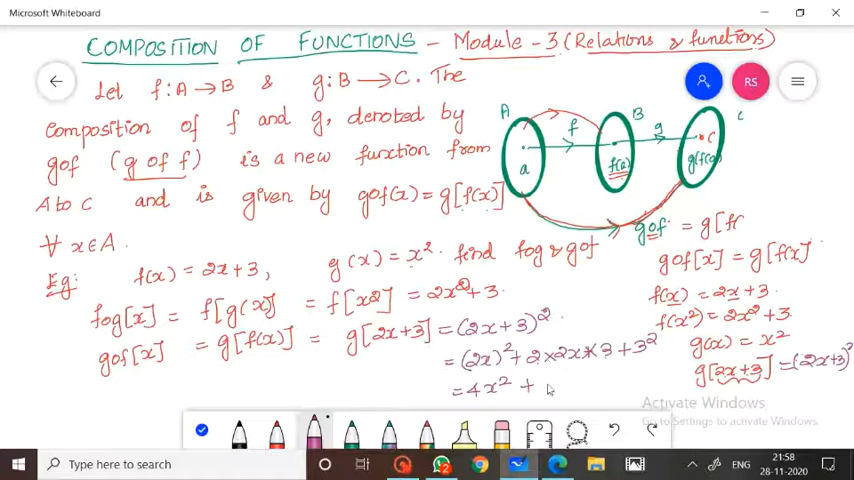 Microsoft Whiteboard
COMPOSITION OF FUNCTIONS - Module-3 (Relations & functions)
RS
Let f: A → B & g: B → C. The
composition of f and g, denoted by
gof (g of f) is a new function from
A to C and is given by gof(x) = g[f(x)]
∀ x∈A.
A f B g C
a f(a) C g(f(a)
gof = g[f(
gof[x] = g[f(x)]
f(x) = 2x+3.
f(x²) = 2x²+3.
g(x) = x²
g[2x+3] = (2x+3)²
Eg: f(x) = 2x+3, g(x) = x². find fog & gof
fog[x] = f[g(x)] = f[x2] = 2x²+3.
gof[x] = g[f(x)] = g[2x+3] = (2x+3)²
= (2x)² + 2×2x×3 + 3²
= 4x² +
Activate Windows
Go to Settings to activate Windows.
Type here to search
2
ENG
21:58
28-11-2020